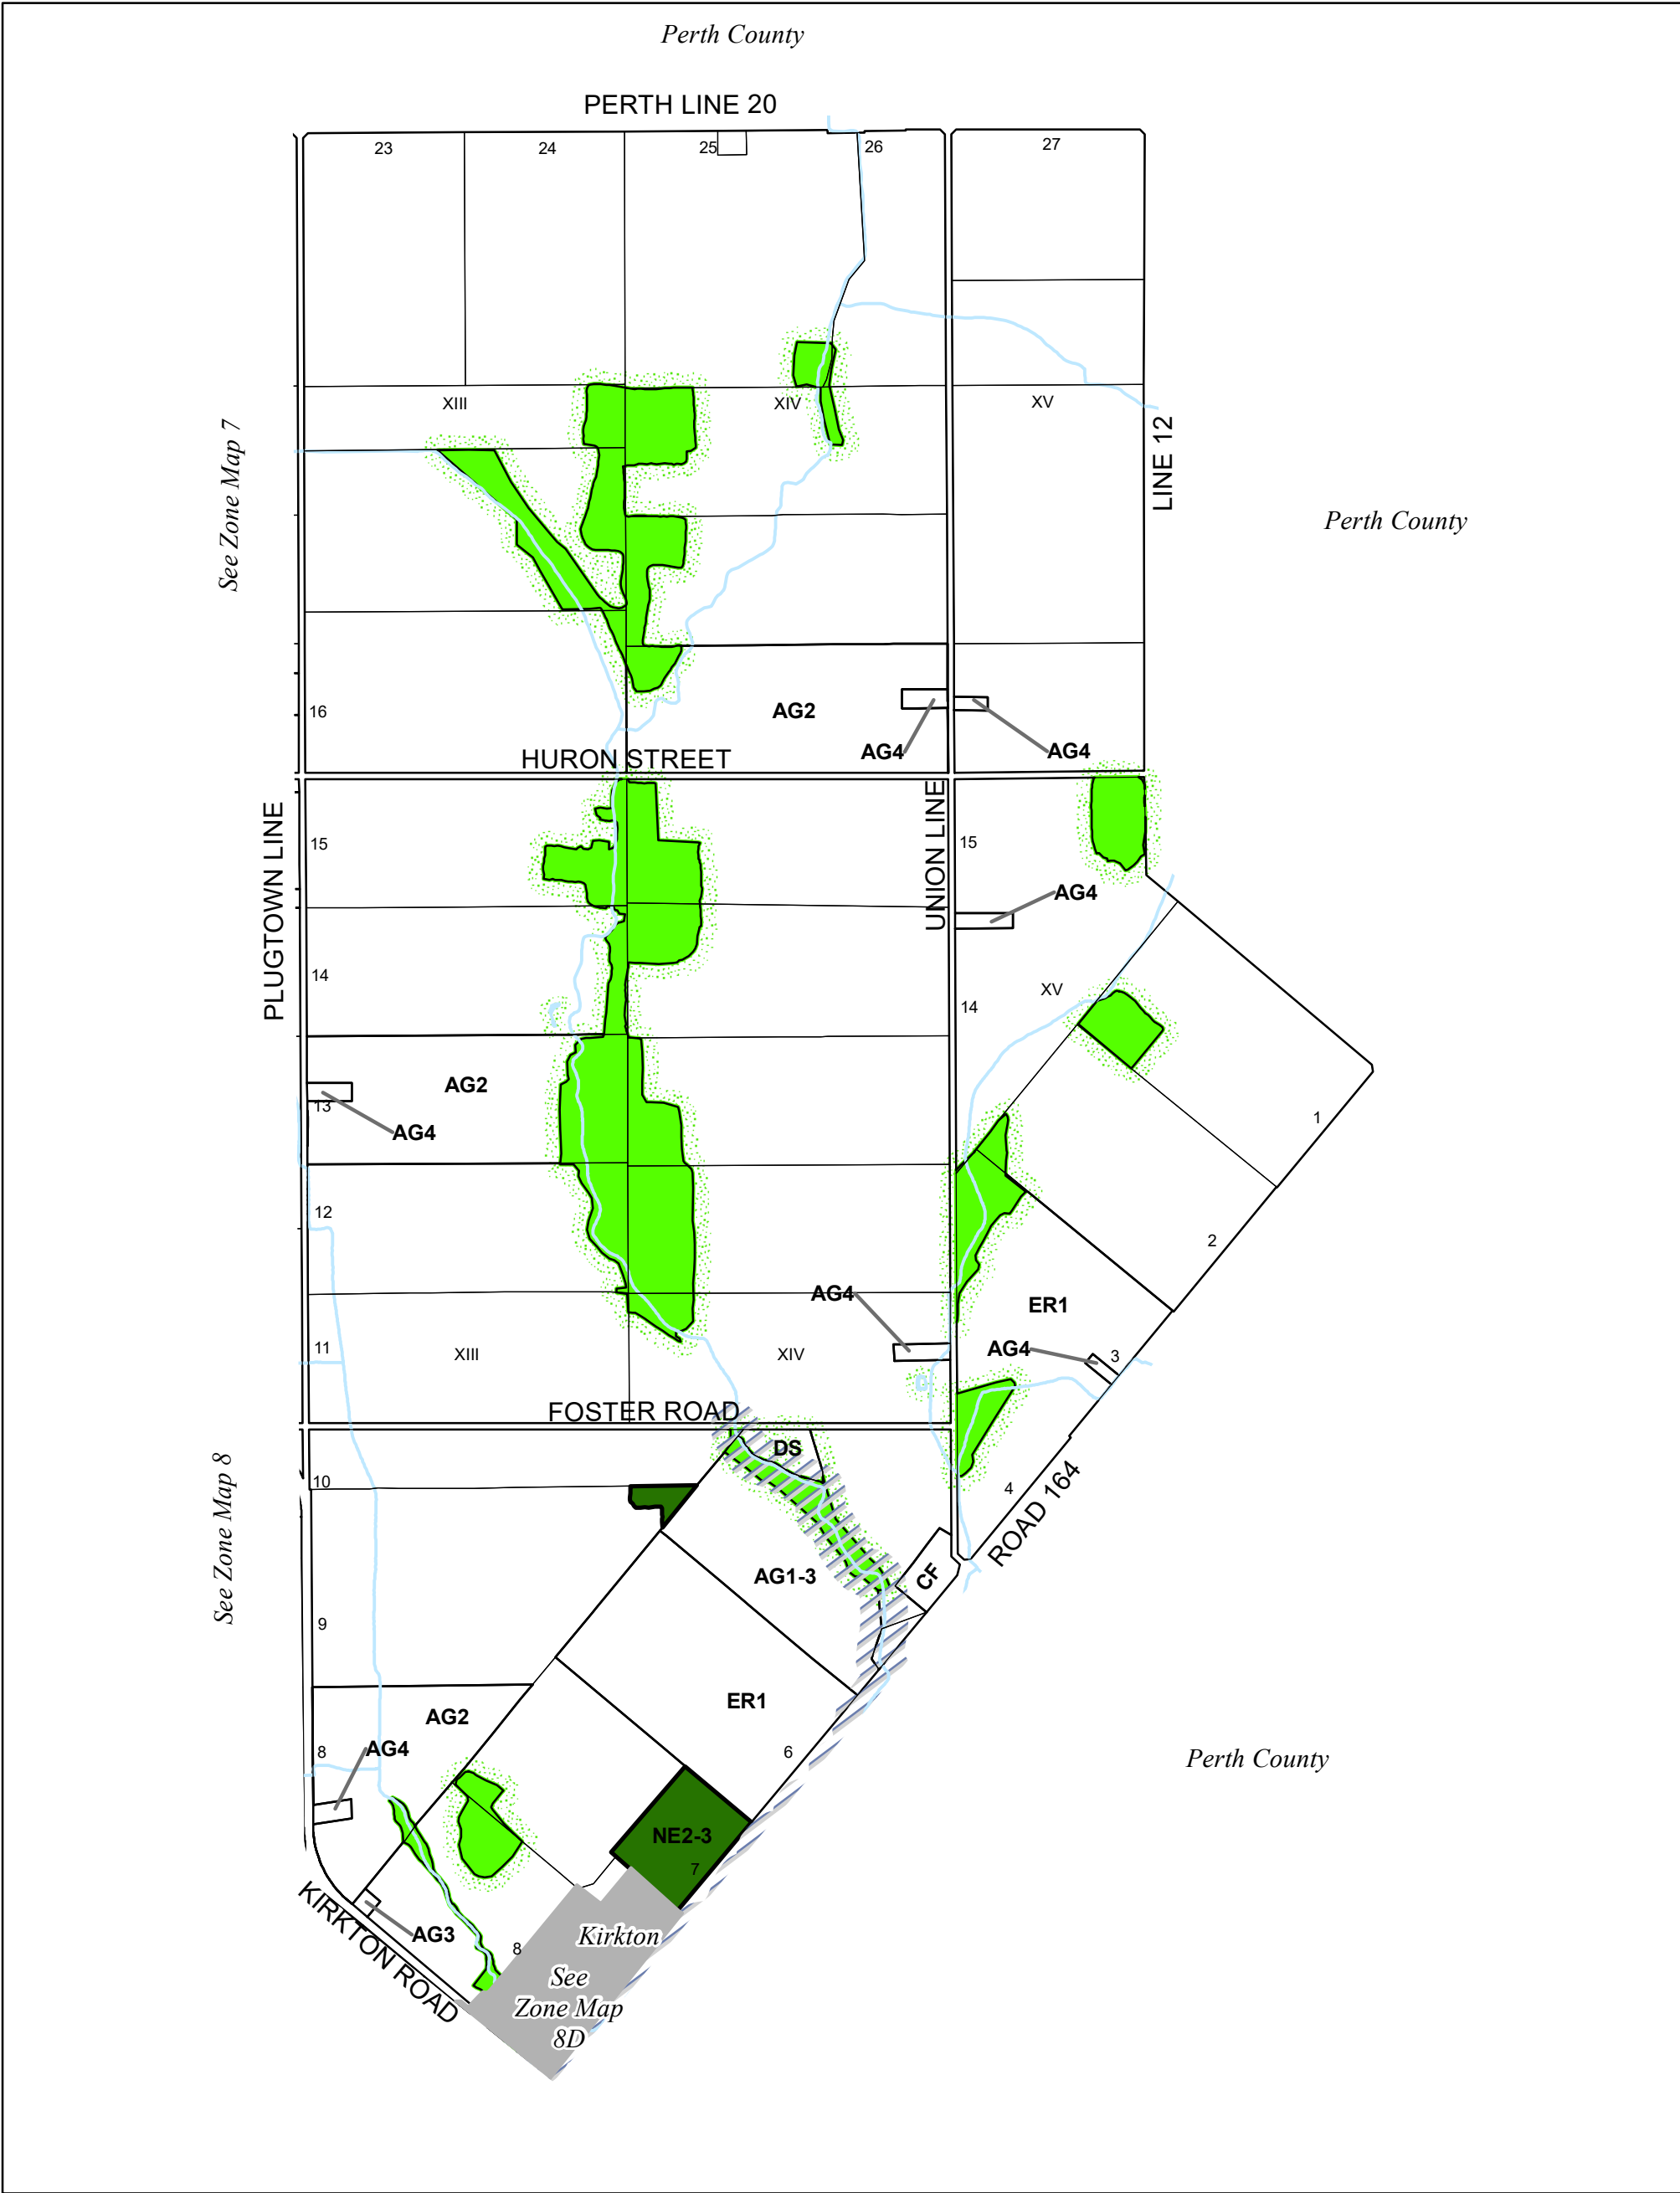 Perth County
PERTH LINE 20
23
24
25
26
27
XIII
XIV
XV
See Zone Map 7
LINE 12
Perth County
16
AG2
AG4
AG4
HURON STREET
PLUGTOWN LINE
UNION LINE
15
15
AG4
14
XV
14
AG2
13
AG4
1
12
2
AG4
ER1
AG4
3
11
XIII
XIV
FOSTER ROAD
DS
10
4
ROAD 164
See Zone Map 8
AG1-3
CF
9
ER1
AG2
8
AG4
6
Perth County
NE2-3
7
KIRKTON ROAD
AG3
8
Kirkton
See
Zone Map
8D